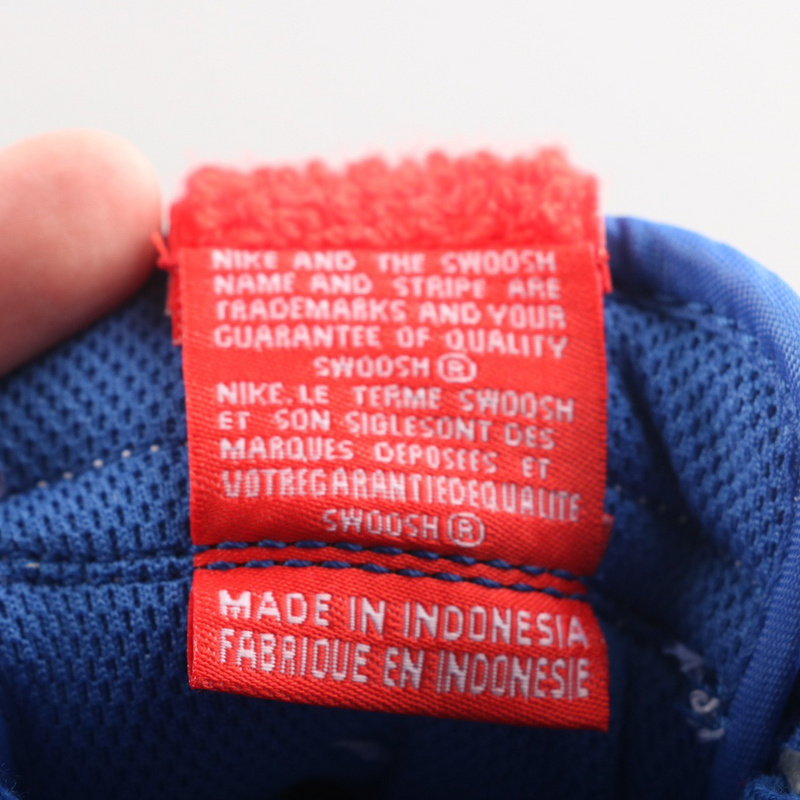 NIKE AND THE SWOOSH
NAME AND STRIPE ARE
TRADEMARKS AND YOUR
GUARANTEE OF QUALITY
SWOOSH ®
NIKE. LE TERME SWOOSH
ET SON SIGLESONT DES
MARQUES DEPOSEES ET
VOTREGARANTIEDEQUALITE
SWOOSH ®
MADE IN INDONESIA
FABRIQUE EN INDONESIE